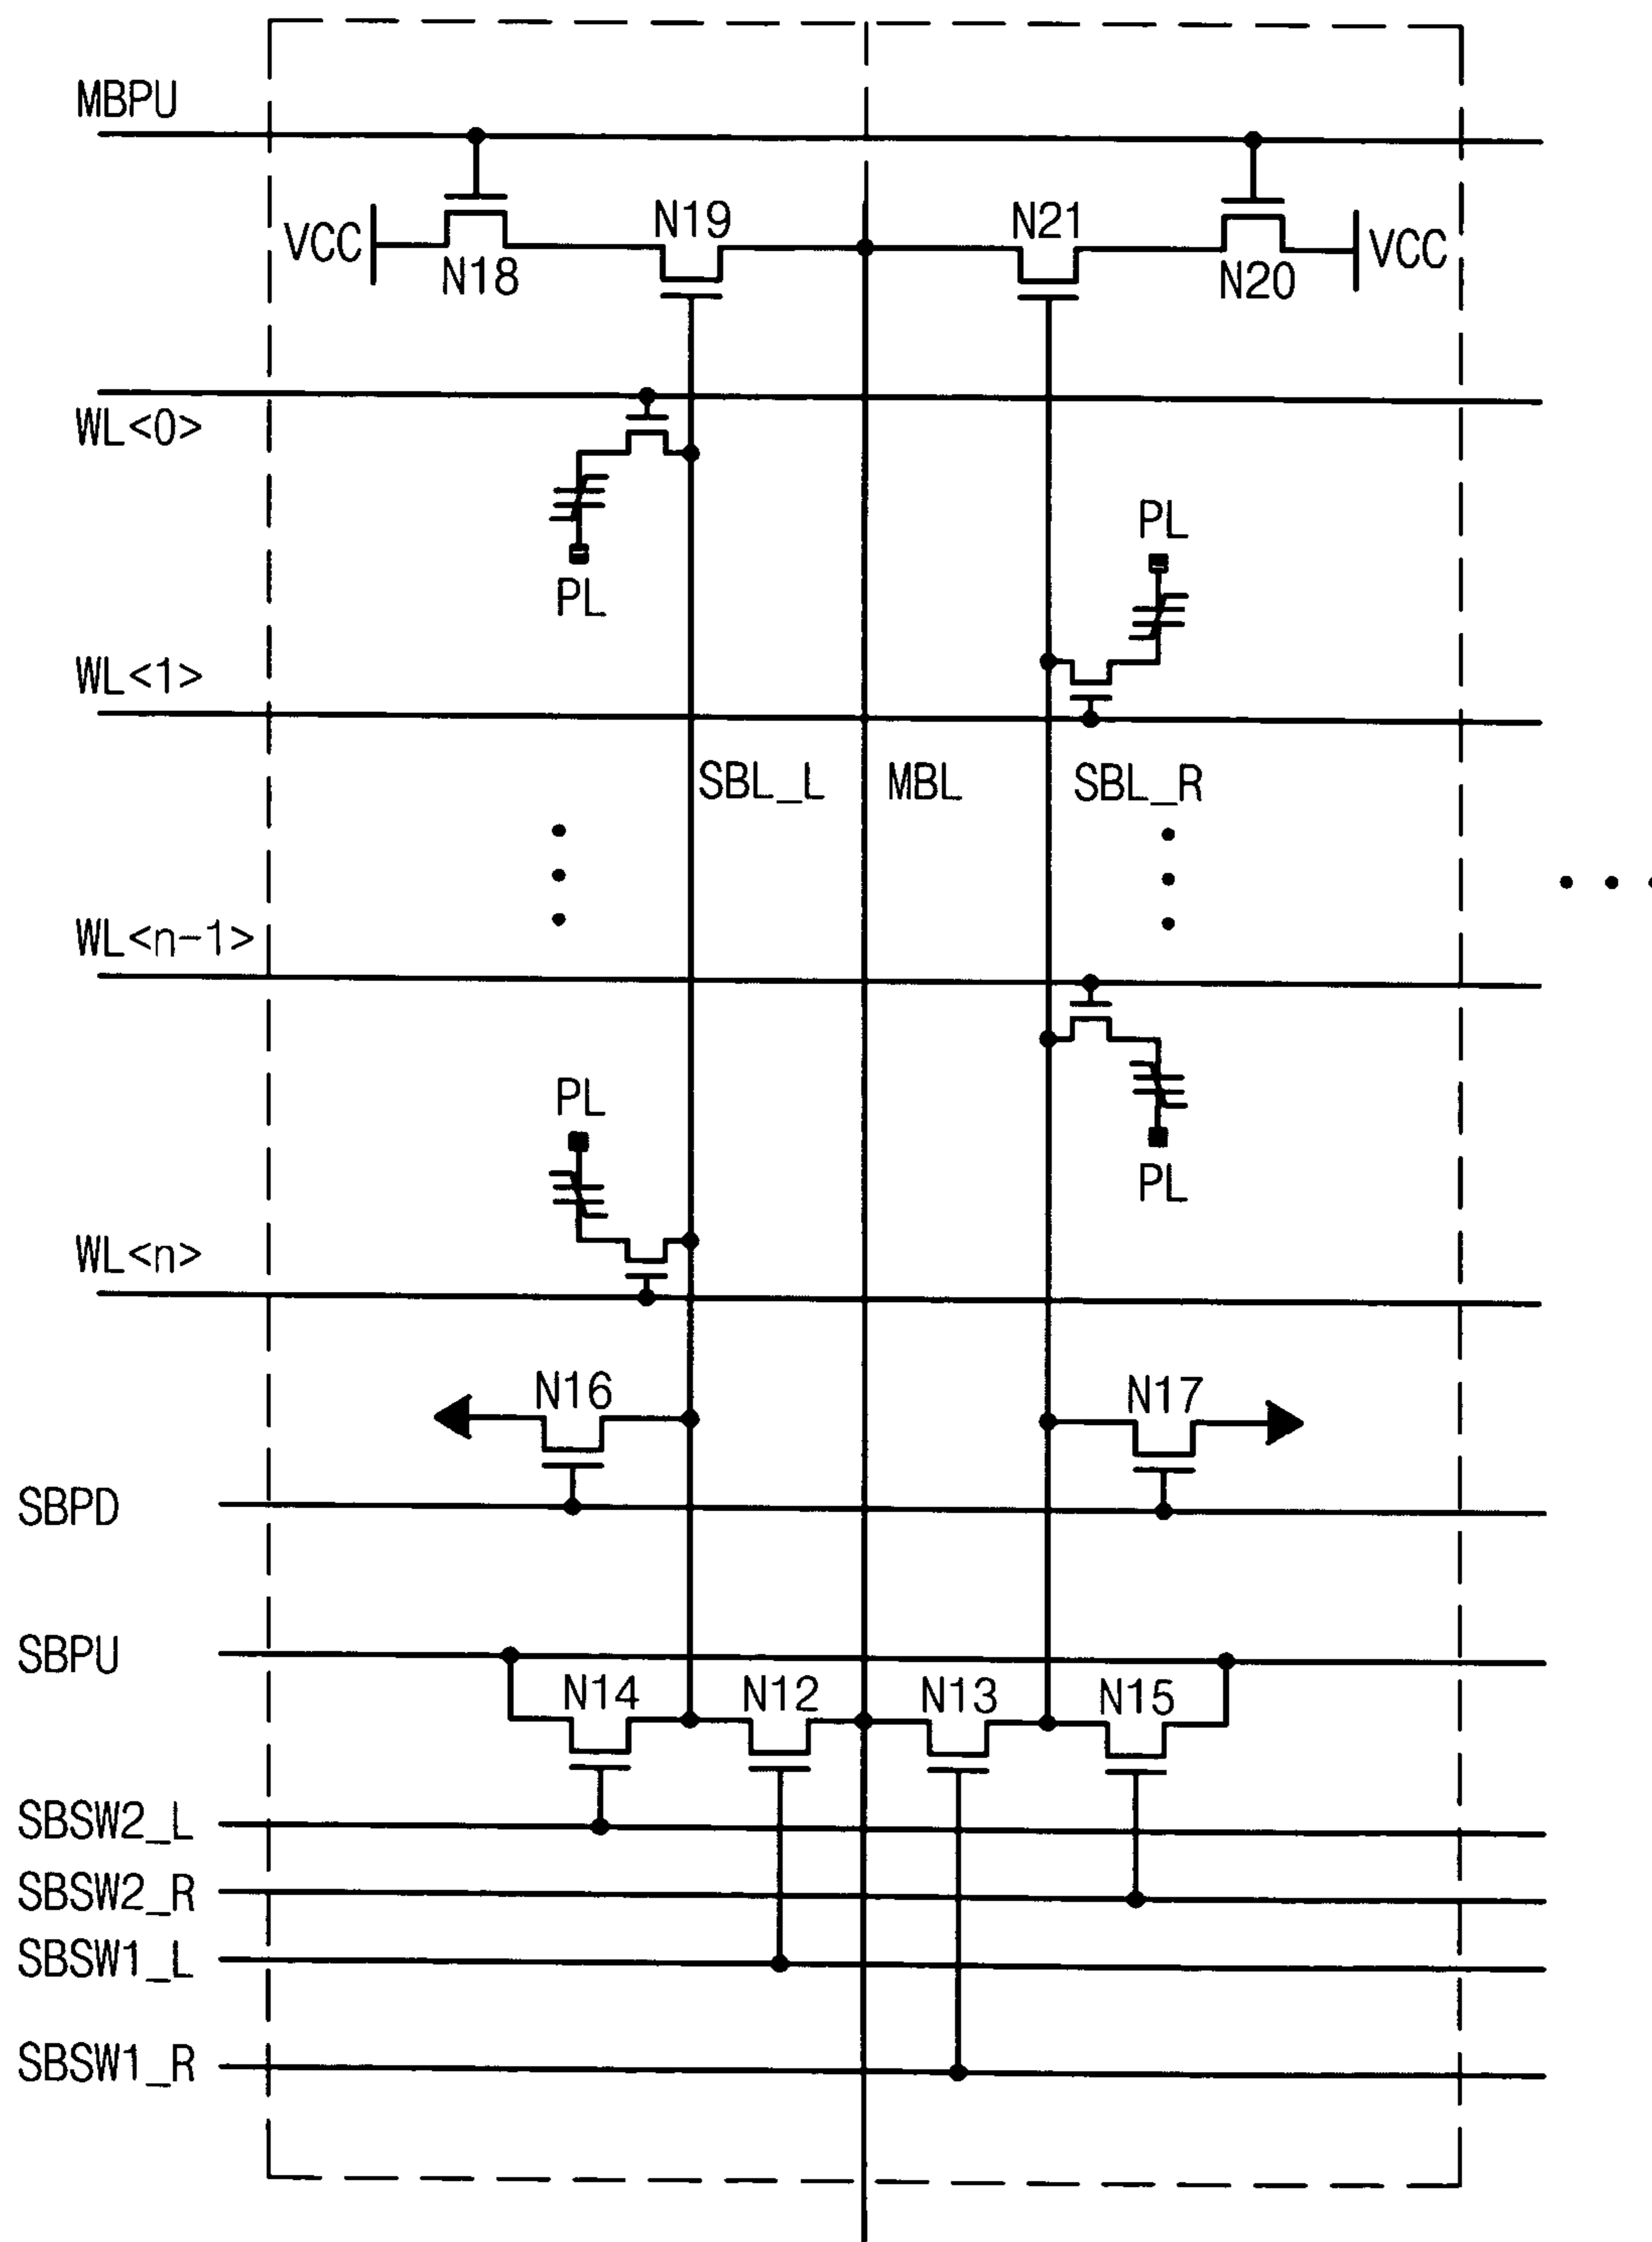 MBPU
N19
N21
VCC
VCC
N18
N20
WL<0>
PL
PL
WL<1>
SBL_L
MBL
SBL_R
WL<n-1>
PL
PL
WL<n>
N16
N17
SBPD
SBPU
N14
N12
N13
N15
SBSW2_L
SBSW2_R
SBSW1_L
SBSW1_R